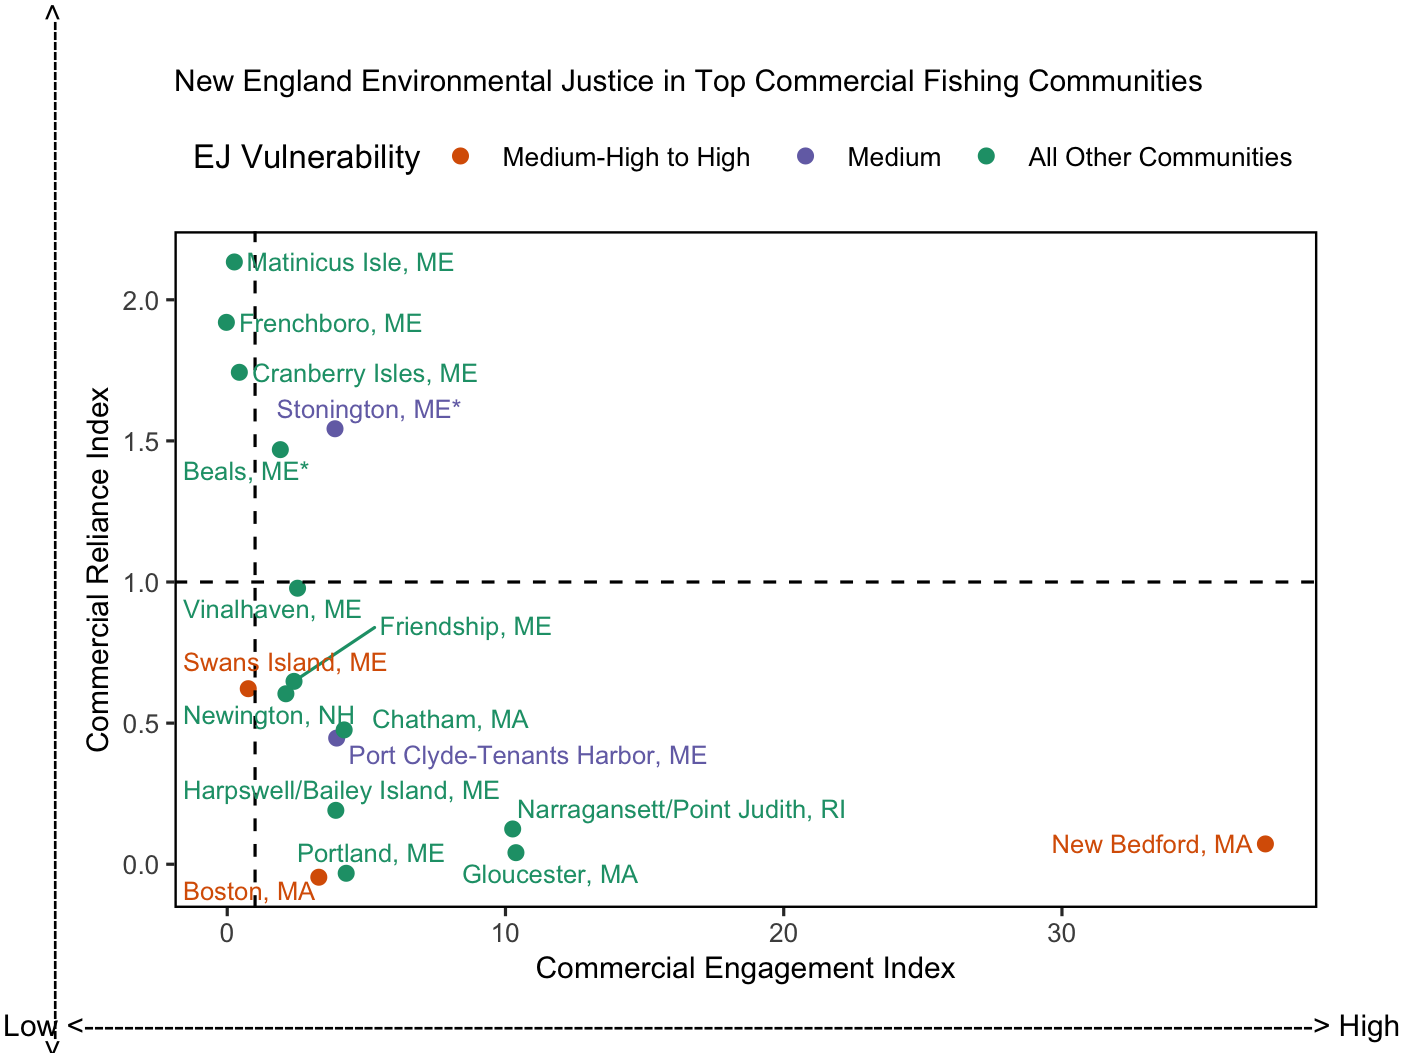 New England Environmental Justice in Top Commercial Fishing Communities
EJ Vulnerability Medium-High to High Medium All Other Communities
Matinicus Isle, ME
2.0
Frenchboro, ME
Cranberry Isles, ME
Stonington, ME*
1.5
Beals, ME*
Commercial Reliance Index
1.0
Vinalhaven, ME
Friendship, ME
Swans Island, ME
Newington, NH
Chatham, MA
0.5
Port Clyde-Tenants Harbor, ME
Harpswell/Bailey Island, ME
Narragansett/Point Judith, RI
New Bedford, MA
Portland, ME
0.0
Gloucester, MA
Boston, MA
0 10 20 30
Commercial Engagement Index
Low <--------------------------------------------------------------> High